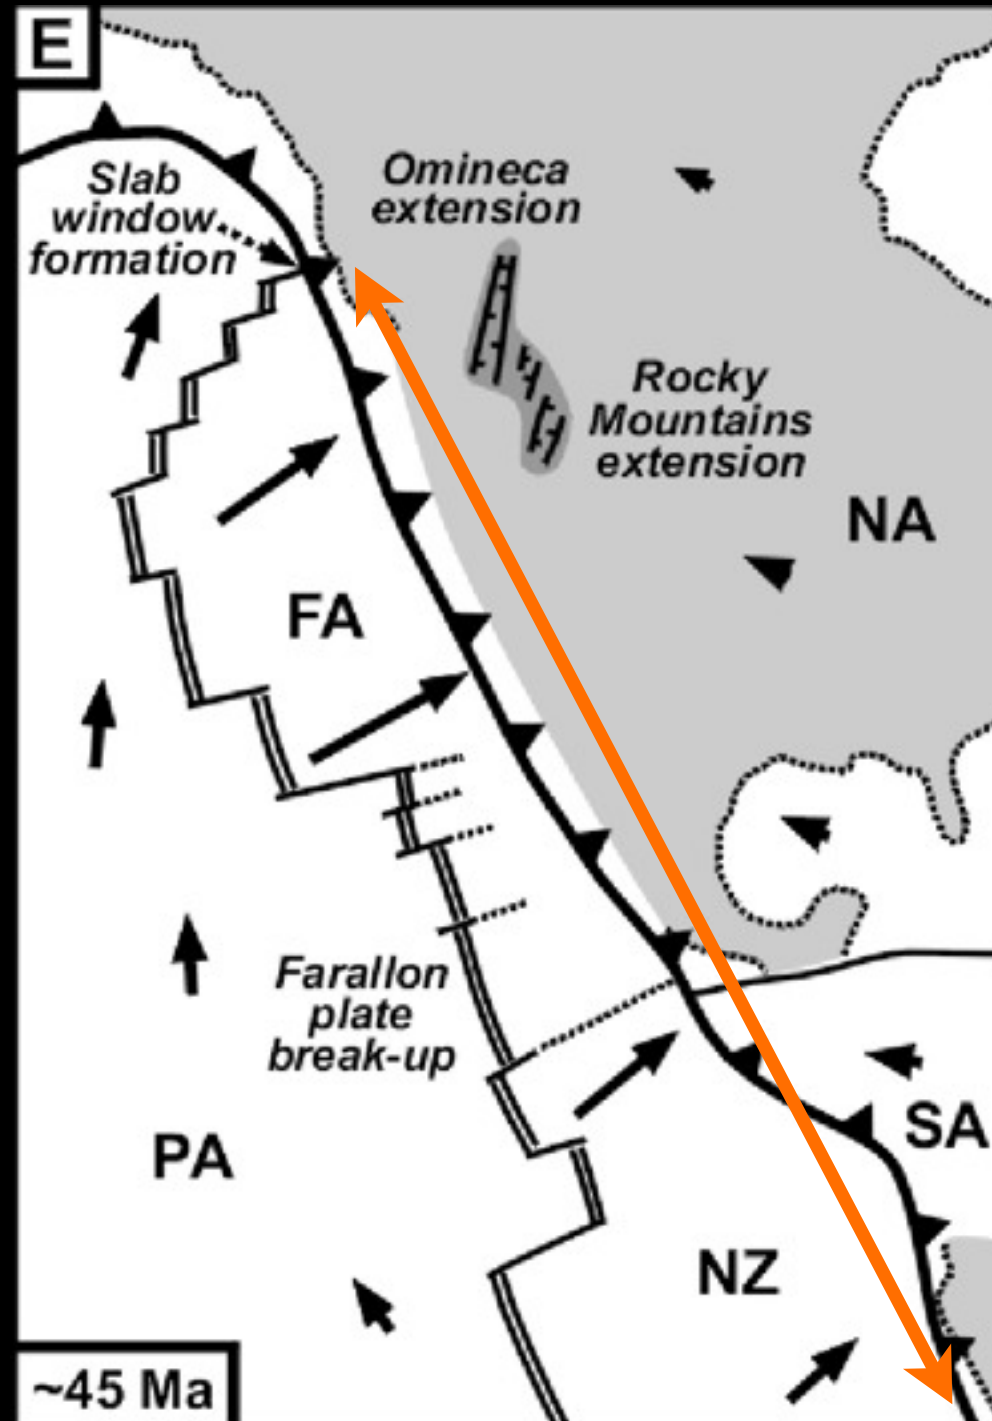 E
Slab
window
formation
Omineca
extension
Rocky
Mountains
extension
NA
FA
Farallon
plate
break-up
PA
SA
NZ
~45 Ma